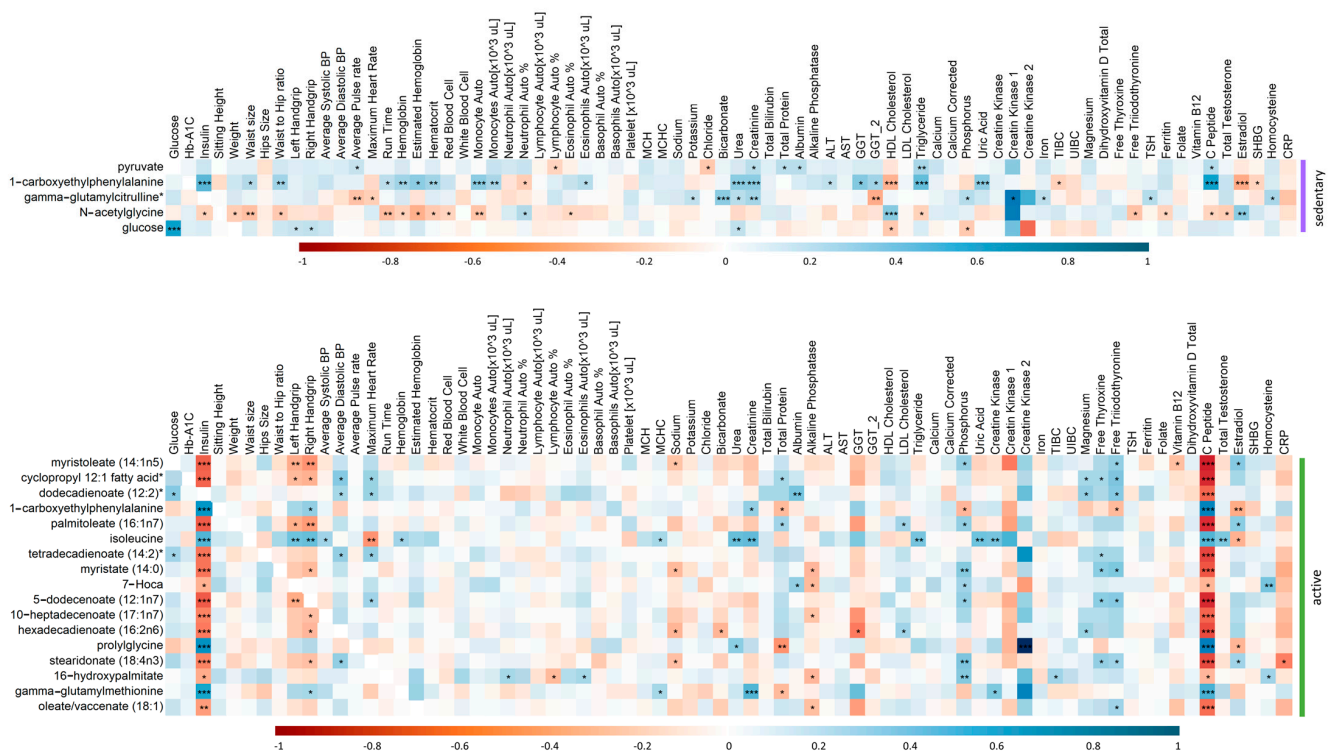 Glucose
Hb-A1C
Insulin
Sitting Height
Weight
Waist size
Hips Size
Waist to Hip ratio
Left Handgrip
Right Handgrip
Average Systolic BP
Average Diastolic BP
Average Pulse rate
Maximum Heart Rate
Run Time
Hemoglobin
Estimated Hemoglobin
Hematocrit
Red Blood Cell
White Blood Cell
Monocyte Auto
Monocytes Auto[x10^3 uL]
Neutrophil Auto[x10^3 uL]
Neutrophil Auto %
Lymphocyte Auto[x10^3 uL]
Lymphocyte Auto %
Eosinophil Auto %
Eosinophils Auto[x10^3 uL]
Basophil Auto %
Basophils Auto[x10^3 uL]
Platelet [x10^3 uL]
MCH
MCHC
Sodium
Potassium
Chloride
Bicarbonate
Urea
Creatinine
Total Bilirubin
Total Protein
Albumin
Alkaline Phosphatase
ALT
AST
GGT
GGT_2
HDL Cholesterol
LDL Cholesterol
Triglyceride
Calcium
Calcium Corrected
Phosphorus
Uric Acid
Creatine Kinase
Creatin Kinase 1
Creatine Kinase 2
Iron
TIBC
UIBC
Magnesium
Dihydroxyvitamin D Total
Free Thyroxine
Free Triiodothyronine
TSH
Ferritin
Folate
Vitamin B12
C Peptide
Total Testosterone
Estradiol
SHBG
Homocysteine
CRP
pyruvate
1-carboxyethylphenylalanine
gamma-glutamylcitrulline*
N-acetylglycine
glucose
sedentary
-1 -0.8 -0.6 -0.4 -0.2 0 0.2 0.4 0.6 0.8 1
Glucose
Hb-A1C
Insulin
Sitting Height
Weight
Waist size
Hips Size
Waist to Hip ratio
Left Handgrip
Right Handgrip
Average Systolic BP
Average Diastolic BP
Average Pulse rate
Maximum Heart Rate
Run Time
Hemoglobin
Estimated Hemoglobin
Hematocrit
Red Blood Cell
White Blood Cell
Monocyte Auto
Monocytes Auto[x10^3 uL]
Neutrophil Auto[x10^3 uL]
Neutrophil Auto %
Lymphocyte Auto[x10^3 uL]
Lymphocyte Auto %
Eosinophil Auto %
Eosinophils Auto[x10^3 uL]
Basophil Auto %
Basophils Auto[x10^3 uL]
Platelet [x10^3 uL]
MCH
MCHC
Sodium
Potassium
Chloride
Bicarbonate
Urea
Creatinine
Total Bilirubin
Total Protein
Albumin
Alkaline Phosphatase
ALT
AST
GGT
GGT_2
HDL Cholesterol
LDL Cholesterol
Triglyceride
Calcium
Calcium Corrected
Phosphorus
Uric Acid
Creatine Kinase
Creatin Kinase 1
Creatine Kinase 2
Iron
TIBC
UIBC
Magnesium
Free Thyroxine
Free Triiodothyronine
TSH
Ferritin
Folate
Vitamin B12
Dihydroxyvitamin D Total
C Peptide
Total Testosterone
Estradiol
SHBG
Homocysteine
CRP
myristoleate (14:1n5)
cyclopropyl 12:1 fatty acid*
dodecadienoate (12:2)*
1-carboxyethylphenylalanine
palmitoleate (16:1n7)
isoleucine
tetradecadienoate (14:2)*
myristate (14:0)
7-Hoca
5-dodecenoate (12:1n7)
10-heptadecenoate (17:1n7)
hexadecadienoate (16:2n6)
prolylglycine
stearidonate (18:4n3)
16-hydroxypalmitate
gamma-glutamylmethionine
oleate/vaccenate (18:1)
active
-1 -0.8 -0.6 -0.4 -0.2 0 0.2 0.4 0.6 0.8 1